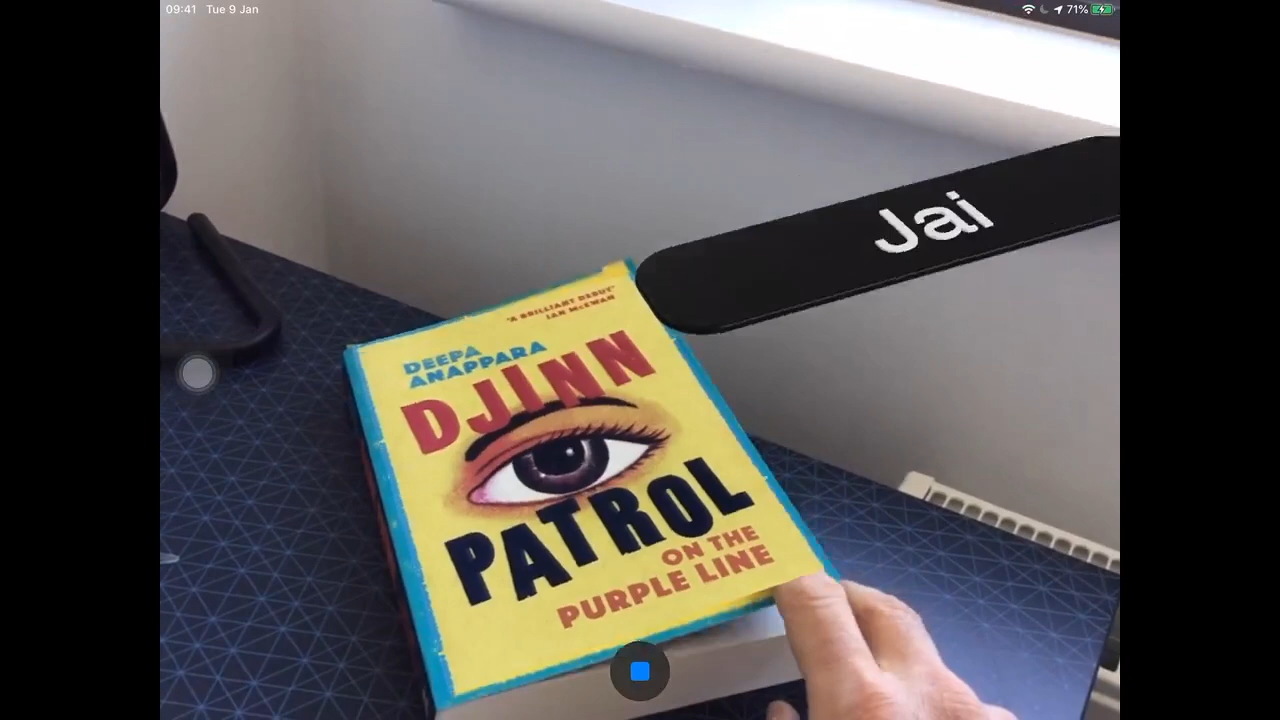 09:41 Tue 9 Jan
71%
Jai
'A BRILLIANT DEBUT'
IAN McEWAN
DEEPA
ANAPPARA
DJINN
PATROL
ON THE
PURPLE LINE